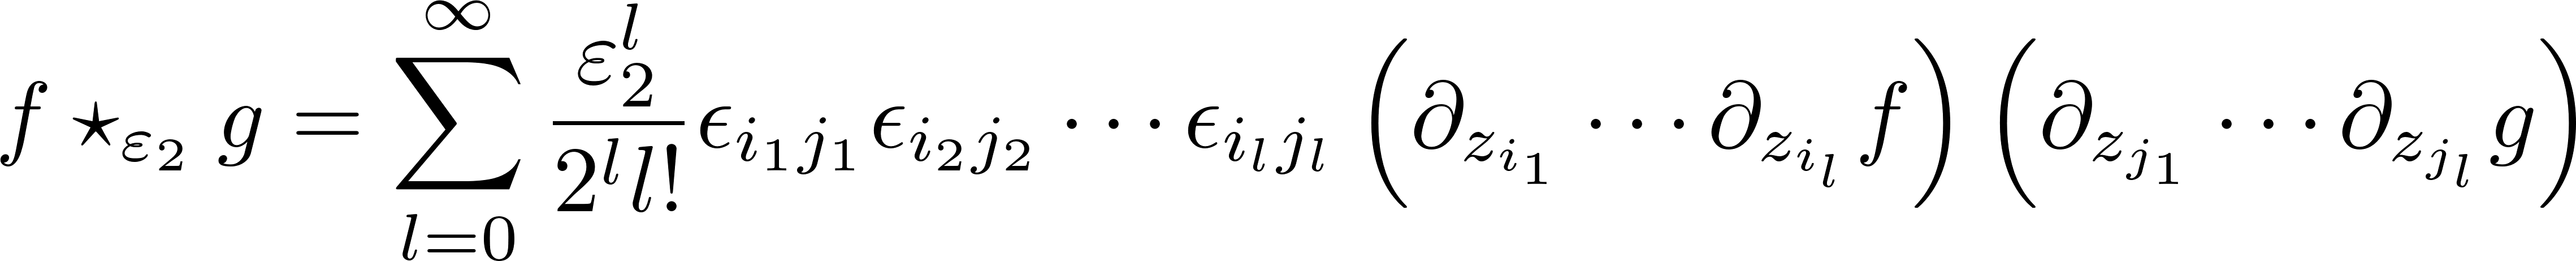 f \star_{\varepsilon_2} g = \sum_{l=0}^{\infty} \frac{\varepsilon_2^l}{2^l l!} \epsilon_{i_1 j_1} \epsilon_{i_2 j_2} \cdots \epsilon_{i_l j_l} \left( \partial_{z_{i_1}} \cdots \partial_{z_{i_l}} f \right) \left( \partial_{z_{j_1}} \cdots \partial_{z_{j_l}} g \right)